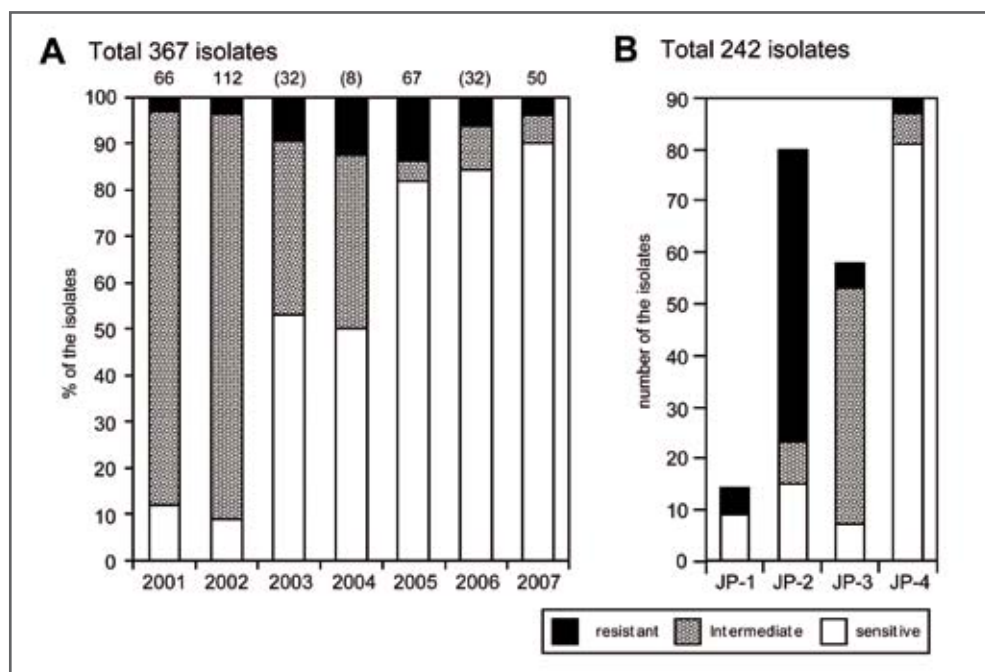 A Total 367 isolates
66 112 (32) (8) 67 (32) 50
100
90
80
70
60
50
40
30
20
10
0
% of the isolates
2001 2002 2003 2004 2005 2006 2007
B Total 242 isolates
90
80
70
60
50
40
30
20
10
0
number of the isolates
JP-1 JP-2 JP-3 JP-4
resistant Intermediate sensitive